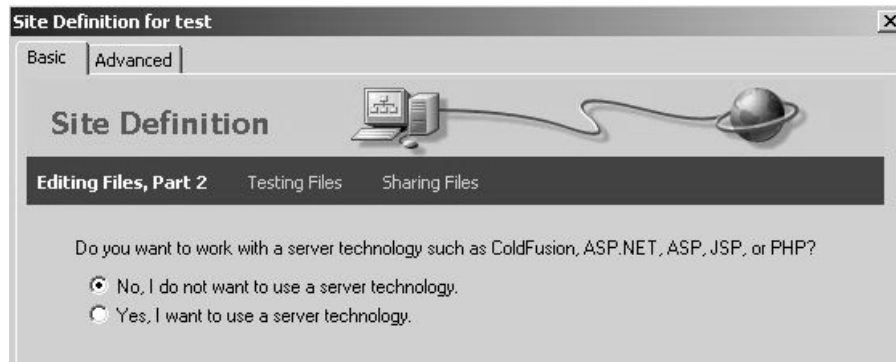 Site Definition for test
Basic Advanced
Site Definition
Editing Files, Part 2 Testing Files Sharing Files
Do you want to work with a server technology such as ColdFusion, ASP.NET, ASP, JSP, or PHP?
No, I do not want to use a server technology.
Yes, I want to use a server technology.